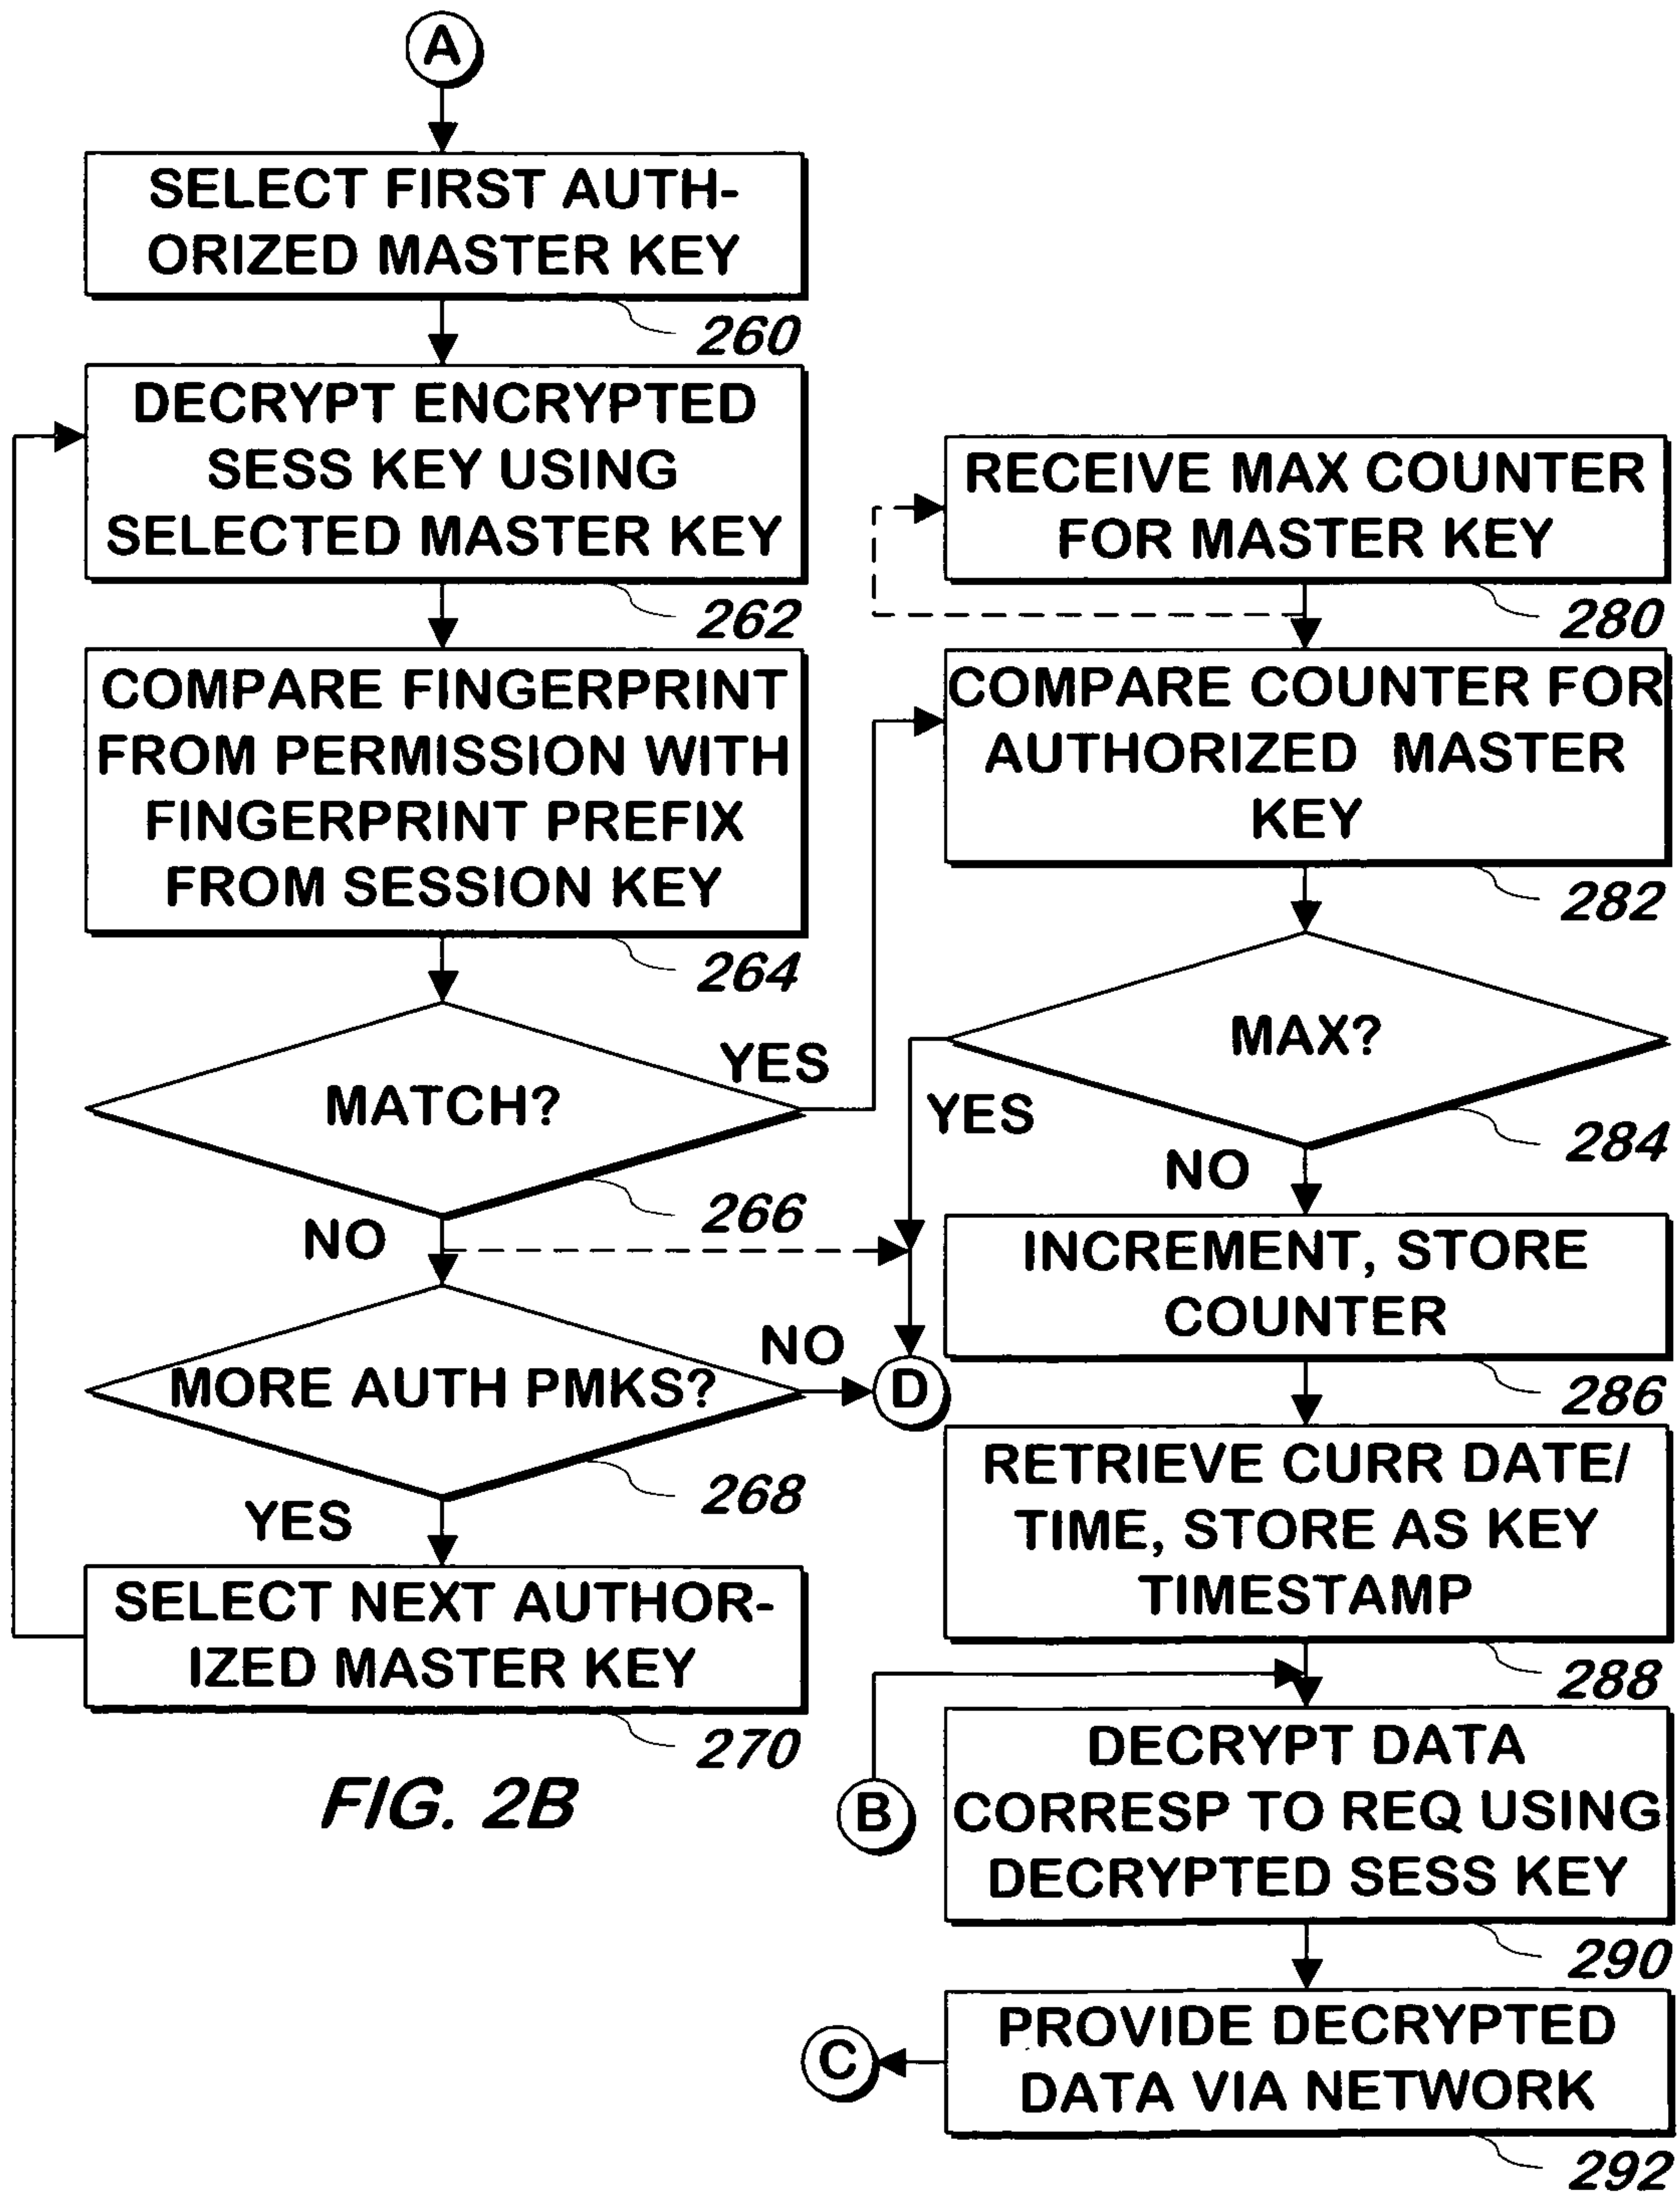 A
SELECT FIRST AUTH-
ORIZED MASTER KEY
260
DECRYPT ENCRYPTED
SESS KEY USING
SELECTED MASTER KEY
262
COMPARE FINGERPRINT
FROM PERMISSION WITH
FINGERPRINT PREFIX
FROM SESSION KEY
264
MATCH?
YES
266
NO
MORE AUTH PMKS?
NO
D
268
YES
SELECT NEXT AUTHOR-
IZED MASTER KEY
270
FIG. 2B
RECEIVE MAX COUNTER
FOR MASTER KEY
280
COMPARE COUNTER FOR
AUTHORIZED MASTER
KEY
282
MAX?
YES
284
NO
INCREMENT, STORE
COUNTER
286
RETRIEVE CURR DATE/
TIME, STORE AS KEY
TIMESTAMP
288
B
DECRYPT DATA
CORRESP TO REQ USING
DECRYPTED SESS KEY
290
PROVIDE DECRYPTED
DATA VIA NETWORK
292
C